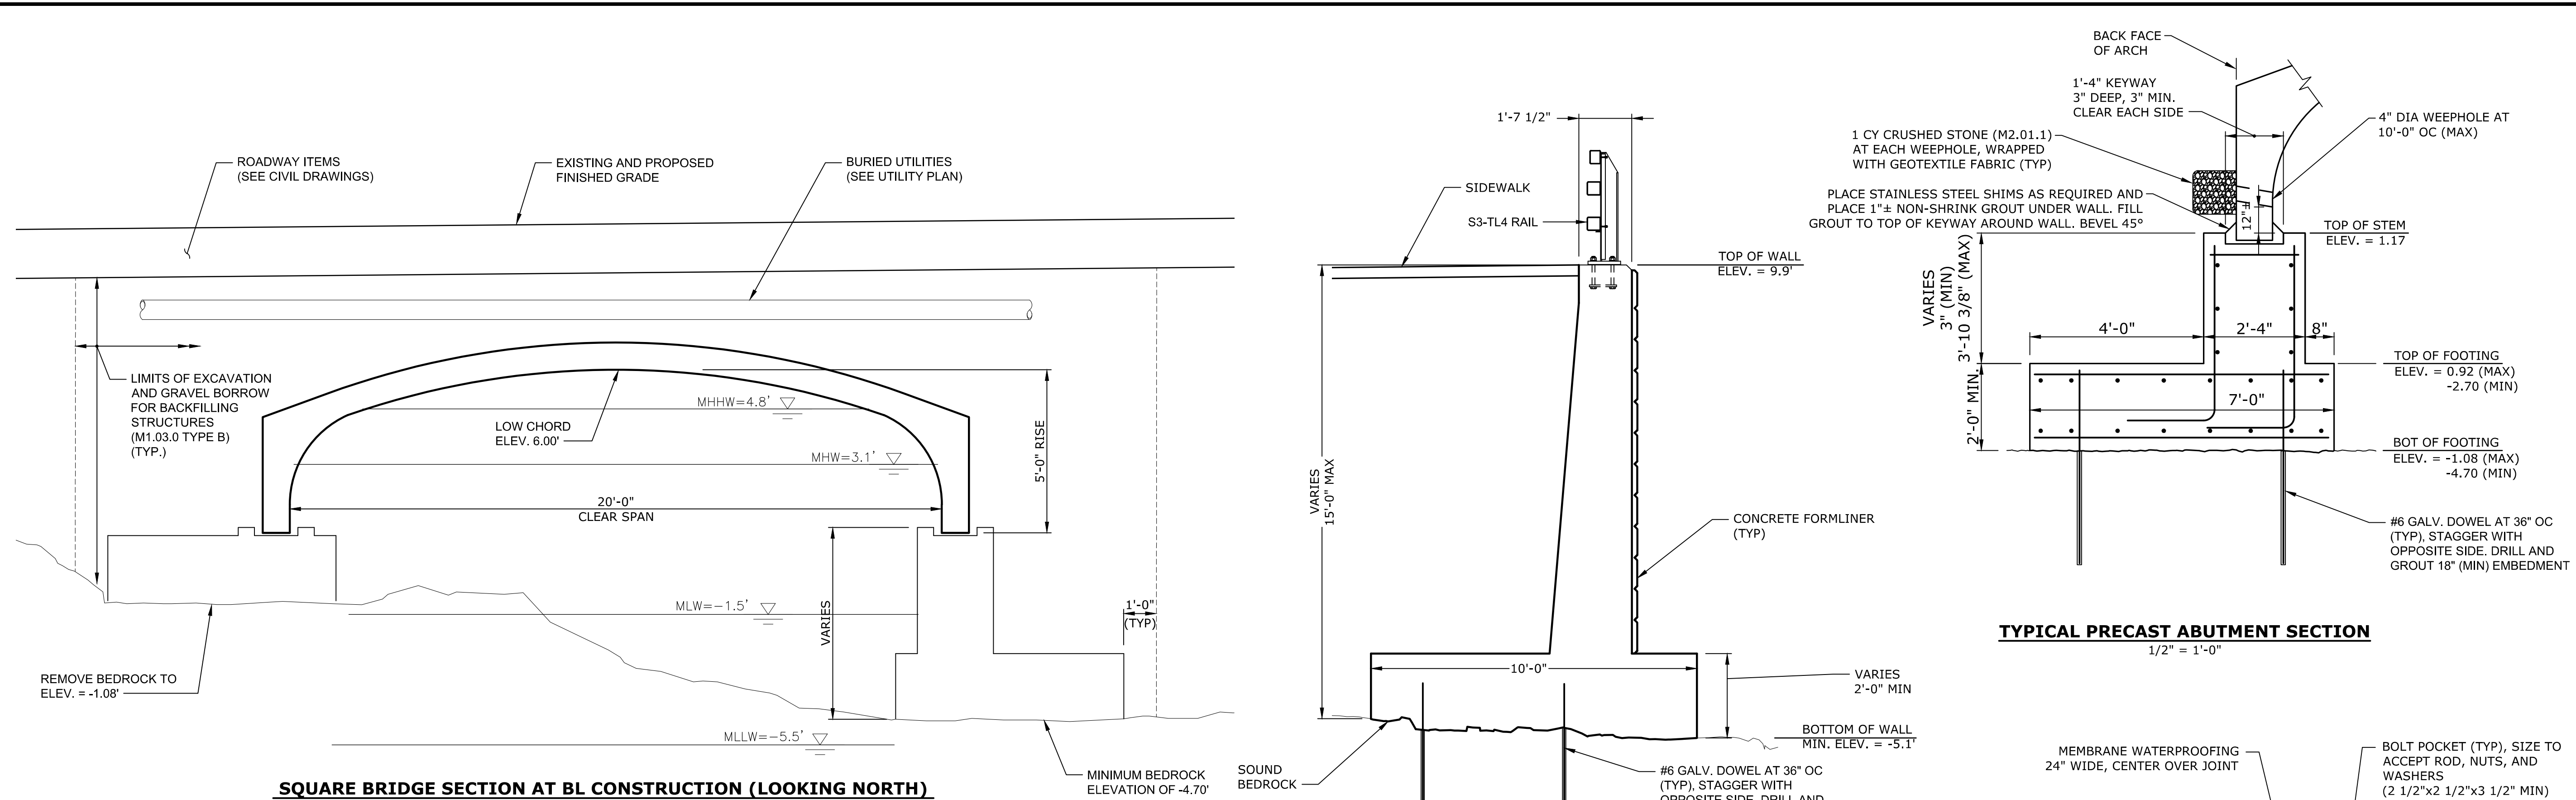 ROADWAY ITEMS
(SEE CIVIL DRAWINGS)
EXISTING AND PROPOSED
FINISHED GRADE
BURIED UTILITIES
(SEE UTILITY PLAN)
LIMITS OF EXCAVATION
AND GRAVEL BORROW
FOR BACKFILLING
STRUCTURES
(M1.03.0 TYPE B)
(TYP.)
MHHW=4.8'
LOW CHORD
ELEV. 6.00'
MHW=3.1'
5'-0" RISE
20'-0"
CLEAR SPAN
MLW=-1.5'
VARIES
1'-0"
(TYP)
REMOVE BEDROCK TO
ELEV. = -1.08'
MLLW=-5.5'
MINIMUM BEDROCK
ELEVATION OF -4.70'
SQUARE BRIDGE SECTION AT BL CONSTRUCTION (LOOKING NORTH)
1'-7 1/2"
SIDEWALK
S3-TL4 RAIL
TOP OF WALL
ELEV. = 9.9'
VARIES
15'-0" MAX
CONCRETE FORMLINER
(TYP)
10'-0"
VARIES
2'-0" MIN
BOTTOM OF WALL
MIN. ELEV. = -5.1'
SOUND
BEDROCK
#6 GALV. DOWEL AT 36" OC
(TYP), STAGGER WITH
OPPOSITE SIDE. DRILL AND
BACK FACE
OF ARCH
1'-4" KEYWAY
3" DEEP, 3" MIN.
CLEAR EACH SIDE
4" DIA WEEPHOLE AT
10'-0" OC (MAX)
1 CY CRUSHED STONE (M2.01.1)
AT EACH WEEPHOLE, WRAPPED
WITH GEOTEXTILE FABRIC (TYP)
PLACE STAINLESS STEEL SHIMS AS REQUIRED AND
PLACE 1"± NON-SHRINK GROUT UNDER WALL. FILL
GROUT TO TOP OF KEYWAY AROUND WALL. BEVEL 45°
12"±
TOP OF STEM
ELEV. = 1.17
VARIES
3" (MIN)
3'-10 3/8" (MAX)
4'-0"
2'-4"
8"
TOP OF FOOTING
ELEV. = 0.92 (MAX)
-2.70 (MIN)
2'-0" MIN.
7'-0"
BOT OF FOOTING
ELEV. = -1.08 (MAX)
-4.70 (MIN)
#6 GALV. DOWEL AT 36" OC
(TYP), STAGGER WITH
OPPOSITE SIDE. DRILL AND
GROUT 18" (MIN) EMBEDMENT
TYPICAL PRECAST ABUTMENT SECTION
1/2" = 1'-0"
MEMBRANE WATERPROOFING
24" WIDE, CENTER OVER JOINT
BOLT POCKET (TYP), SIZE TO
ACCEPT ROD, NUTS, AND
WASHERS
(2 1/2"x2 1/2"x3 1/2" MIN)